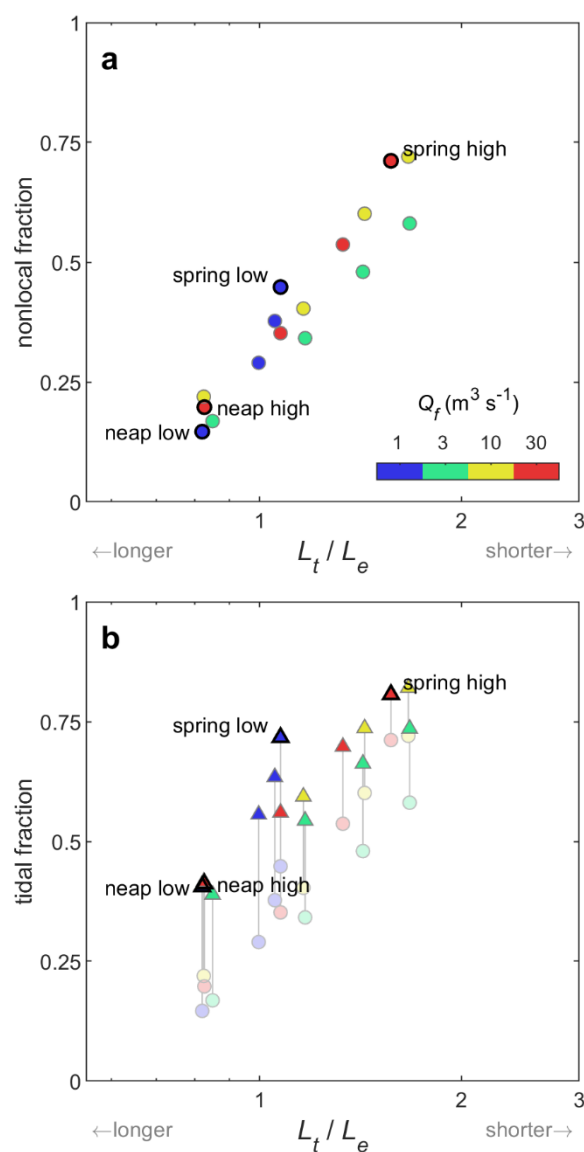 1
a
spring high
0.75
nonlocal fraction
0.5
spring low
0.25
neap high
neap low
Q_f (m³ s⁻¹)
1 3 10 30
0
1 2 3
←longer L_t / L_e shorter→
1
b
spring high
0.75
spring low
tidal fraction
0.5
neap low neap high
0.25
0
1 2 3
←longer L_t / L_e shorter→